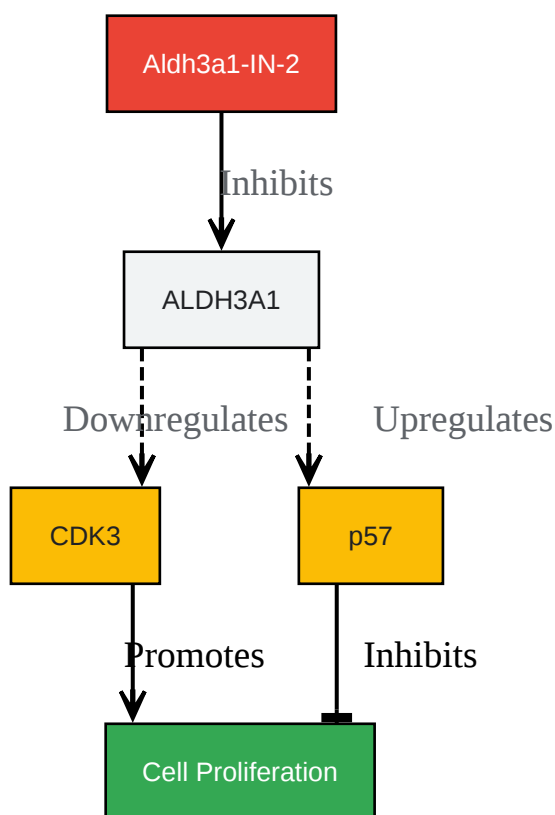 Aldh3a1-IN-2
Inhibits
ALDH3A1
Downregulates
Upregulates
CDK3
p57
Promotes
Inhibits
Cell Proliferation